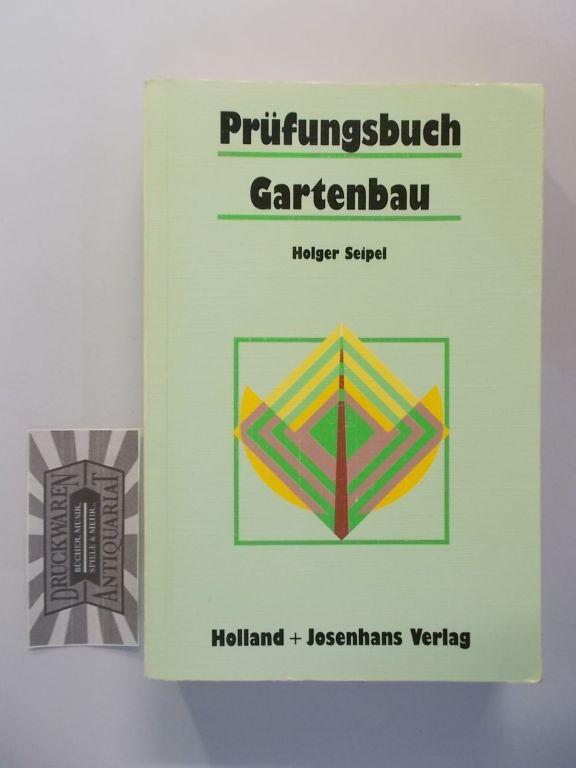 Prüfungsbuch
Gartenbau
Holger Seipel
Holland + Josenhans Verlag
DRUCKWAREN
BÜCHER, MUSIK,
SPIELE & MEHR...
ANTIQUARIAT